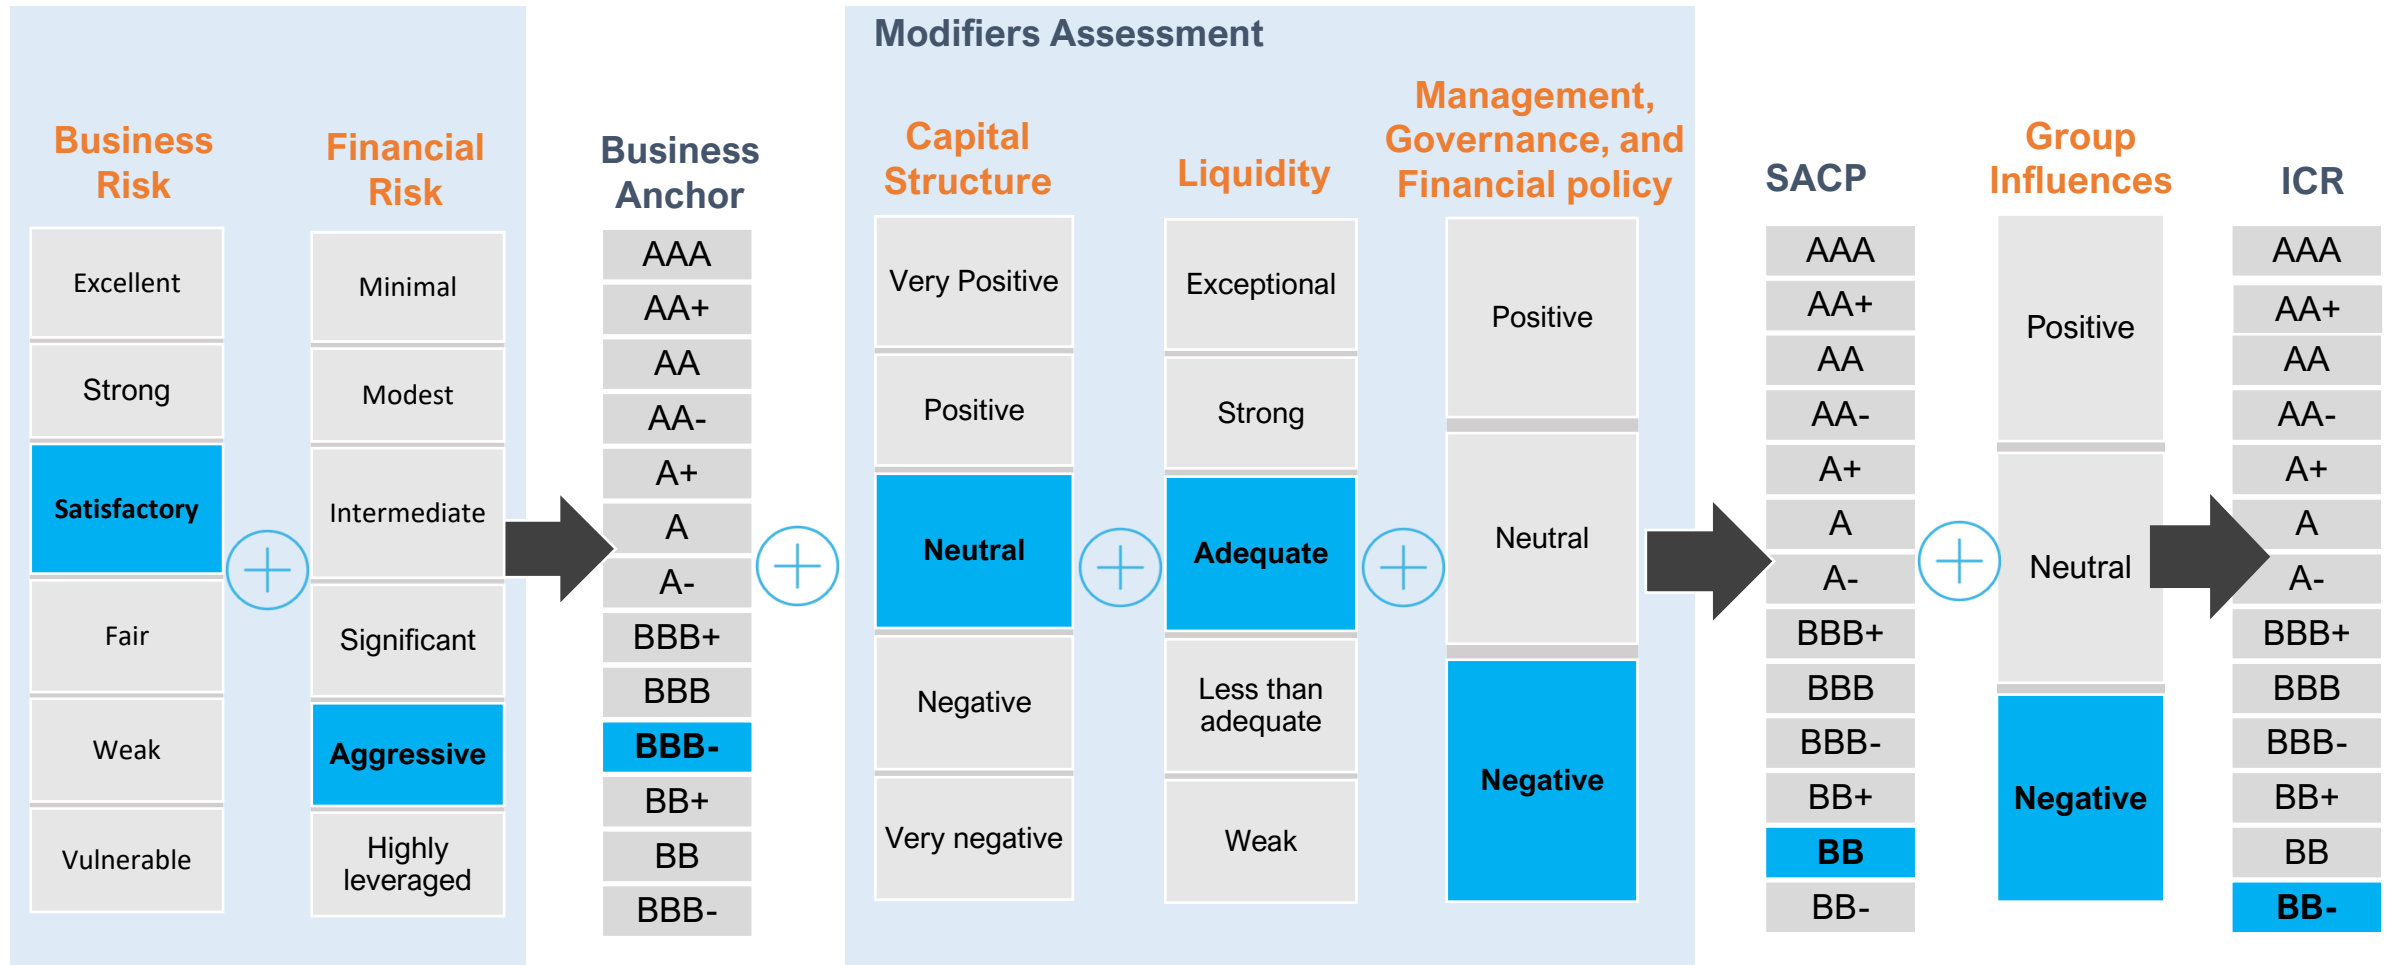 Modifiers Assessment
Business
Risk
Excellent
Strong
Satisfactory
Fair
Weak
Vulnerable
Financial
Risk
Minimal
Modest
Intermediate
Significant
Aggressive
Highly
leveraged
Business
Anchor
AAA
AA+
AA
AA-
A+
A
A-
BBB+
BBB
BBB-
BB+
BB
BBB-
Capital
Structure
Very Positive
Positive
Neutral
Negative
Very negative
Liquidity
Exceptional
Strong
Adequate
Less than
adequate
Weak
Management,
Governance, and
Financial policy
Positive
Neutral
Negative
SACP
AAA
AA+
AA
AA-
A+
A
A-
BBB+
BBB
BBB-
BB+
BB
BB-
Group
Influences
Positive
Neutral
Negative
ICR
AAA
AA+
AA
AA-
A+
A
A-
BBB+
BBB
BBB-
BB+
BB
BB-